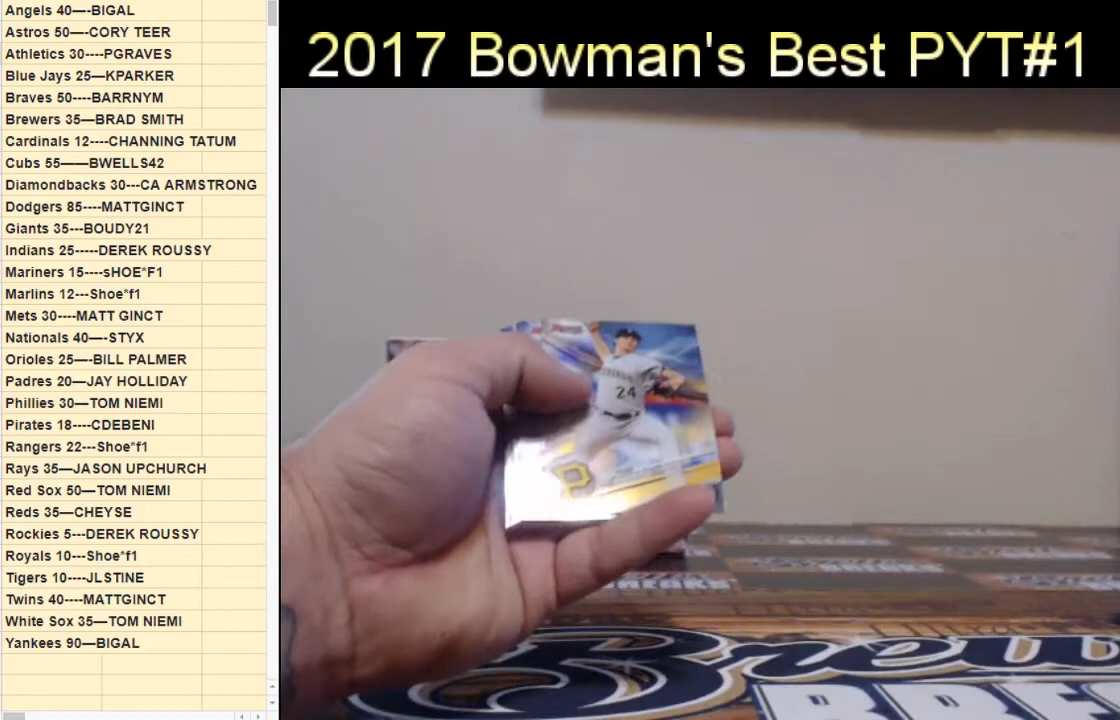 Angels 40—-BIGAL
Astros 50—-CORY TEER
Athletics 30----PGRAVES
Blue Jays 25—KPARKER
Braves 50----BARRNYM
Brewers 35—BRAD SMITH
Cardinals 12----CHANNING TATUM
Cubs 55——BWELLS42
Diamondbacks 30---CA ARMSTRONG
Dodgers 85----MATTGINCT
Giants 35---BOUDY21
Indians 25-----DEREK ROUSSY
Mariners 15----sHOE*F1
Marlins 12---Shoe*f1
Mets 30----MATT GINCT
Nationals 40—-STYX
Orioles 25—-BILL PALMER
Padres 20—JAY HOLLIDAY
Phillies 30—TOM NIEMI
Pirates 18----CDEBENI
Rangers 22---Shoe*f1
Rays 35—JASON UPCHURCH
Red Sox 50—TOM NIEMI
Reds 35—CHEYSE
Rockies 5---DEREK ROUSSY
Royals 10---Shoe*f1
Tigers 10----JLSTINE
Twins 40----MATTGINCT
White Sox 35—TOM NIEMI
Yankees 90—BIGAL
2017 Bowman's Best PYT#1
24
P
BREAKS
Brew
BRE